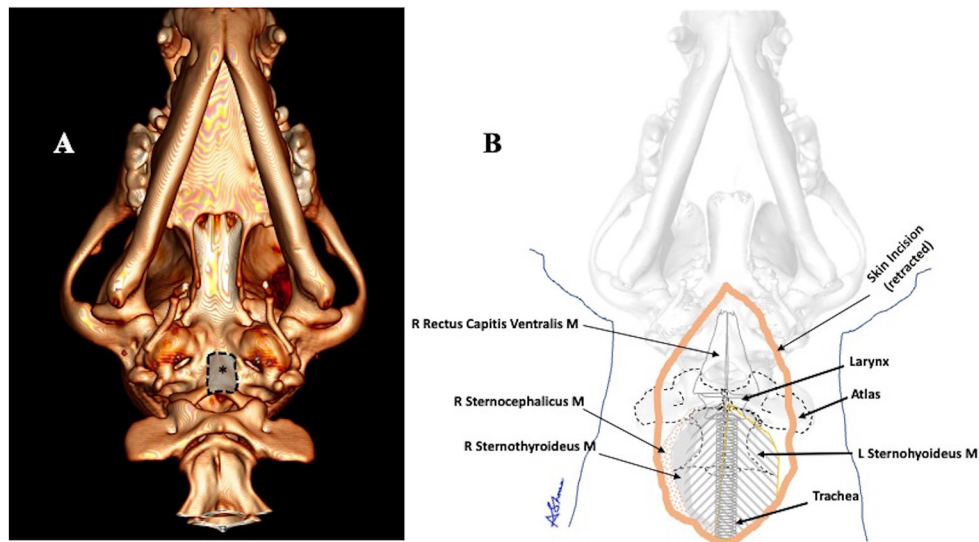 A
B
Skin Incision
(retracted)
R Rectus Capitis Ventralis M
Larynx
Atlas
R Sternocephalicus M
R Sternothyroideus M
L Sternohyoideus M
Trachea
*